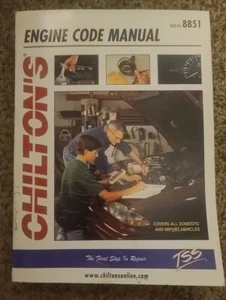 PART NO. 8851
ENGINE CODE MANUAL
CHILTON'S
COVERS ALL DOMESTIC
AND IMPORT VEHICLES
The First Step In Repair
TSS
www.chiltonsonline.com